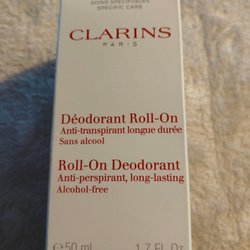 SOINS SPÉCIFIQUES
SPECIFIC CARE
CLARINS
PARIS
Déodorant Roll-On
Anti-transpirant longue durée
Sans alcool
Roll-On Deodorant
Anti-perspirant, long-lasting
Alcohol-free
50 ml 1.7 Fl. Oz